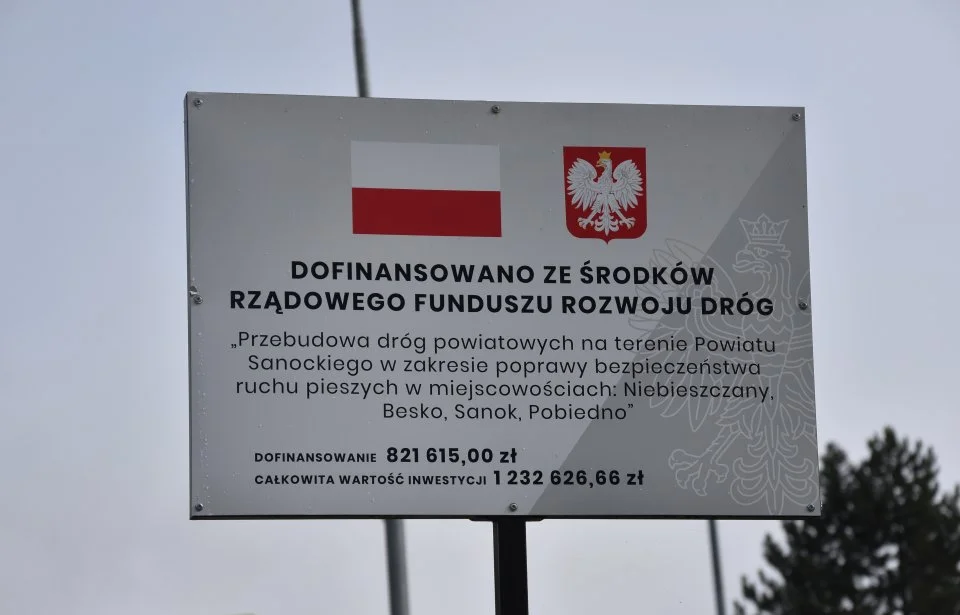 DOFINANSOWANO ZE ŚRODKÓW
RZĄDOWEGO FUNDUSZU ROZWOJU DRÓG
„Przebudowa dróg powiatowych na terenie Powiatu
Sanockiego w zakresie poprawy bezpieczeństwa
ruchu pieszych w miejscowościach: Niebieszczany,
Besko, Sanok, Pobiedno”
DOFINANSOWANIE 821 615,00 zł
CAŁKOWITA WARTOŚĆ INWESTYCJI 1 232 626,66 zł